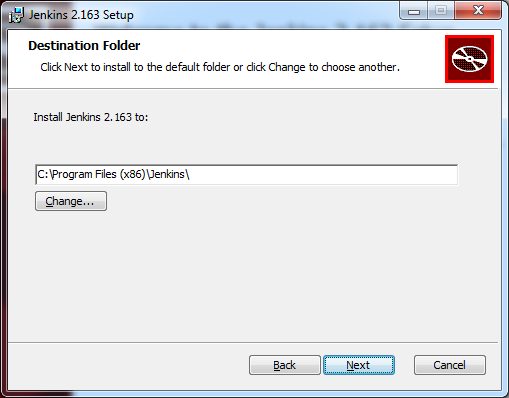 Jenkins 2.163 Setup
Destination Folder
Click Next to install to the default folder or click Change to choose another.
Install Jenkins 2.163 to:
C:\Program Files (x86)\Jenkins\
Change...
Back Next Cancel